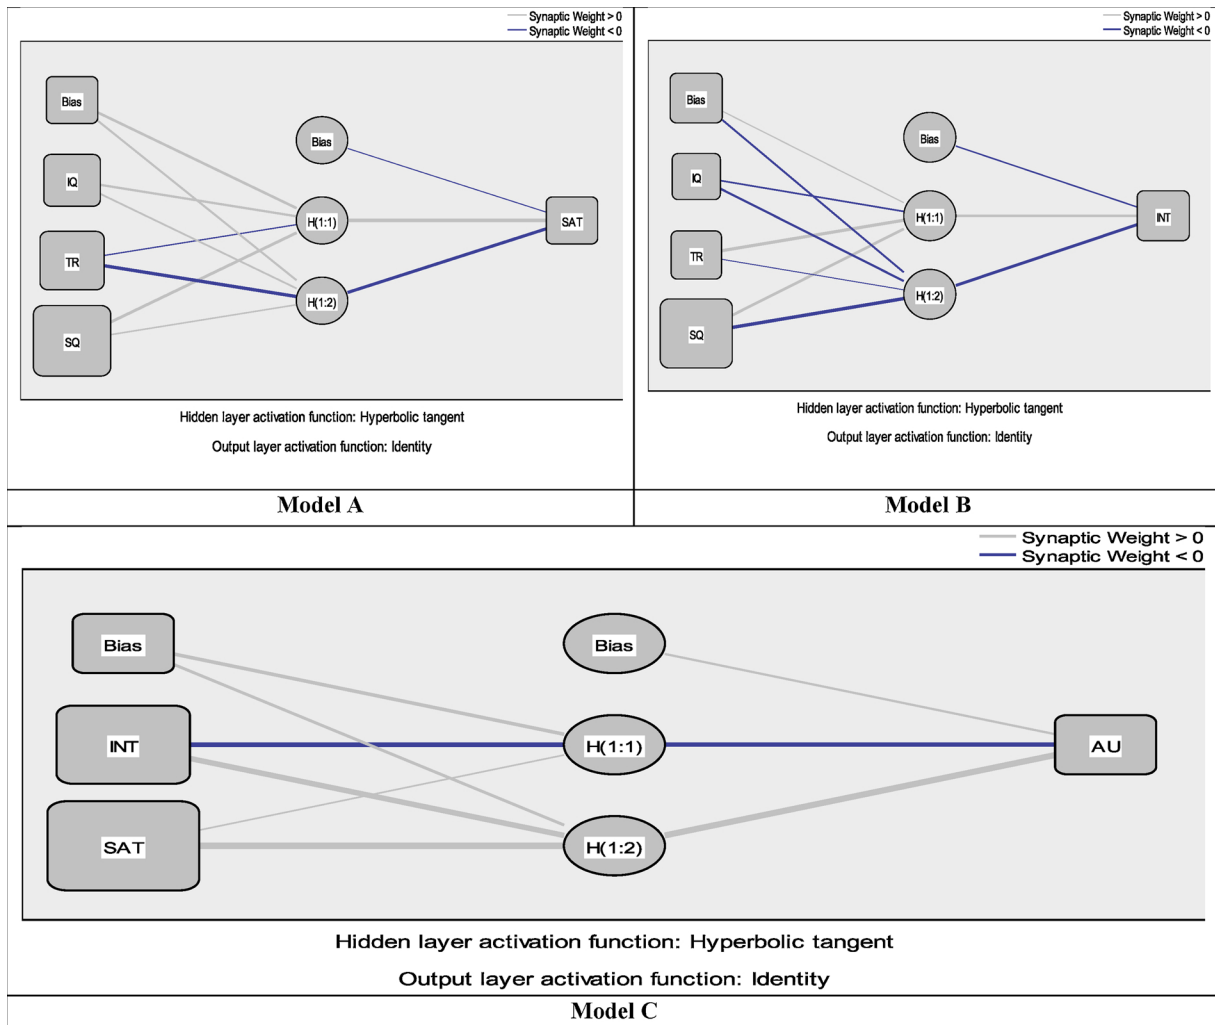 Synaptic Weight > 0
Synaptic Weight < 0
Bias
IQ
TR
SQ
Bias
H(1:1)
H(1:2)
SAT
Hidden layer activation function: Hyperbolic tangent
Output layer activation function: Identity
Model A
Synaptic Weight > 0
Synaptic Weight < 0
Bias
IQ
TR
SQ
Bias
H(1:1)
H(1:2)
INT
Hidden layer activation function: Hyperbolic tangent
Output layer activation function: Identity
Model B
Synaptic Weight > 0
Synaptic Weight < 0
Bias
INT
SAT
Bias
H(1:1)
H(1:2)
AU
Hidden layer activation function: Hyperbolic tangent
Output layer activation function: Identity
Model C